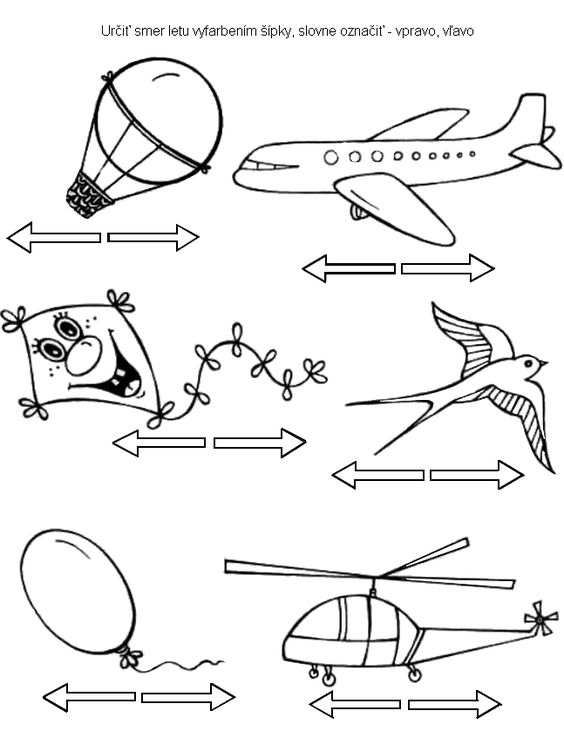 Určiť smer letu vyfarbením šípky, slovne označiť - vpravo, vľavo